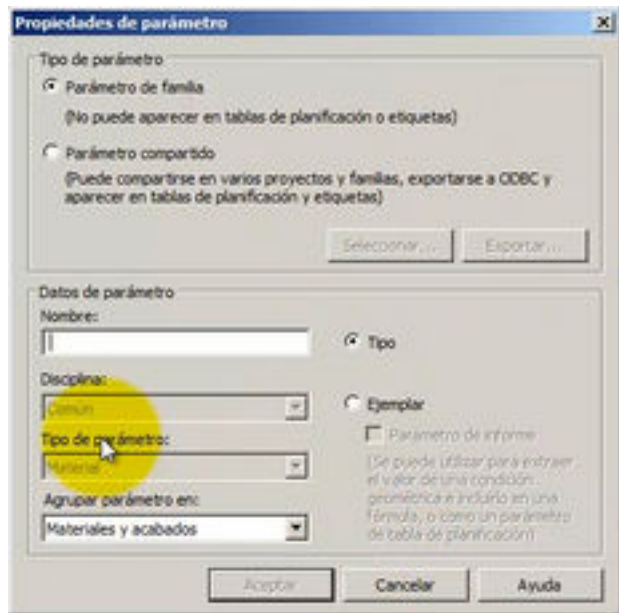 Propiedades de parámetro
Tipo de parámetro
Parámetro de familia
(No puede aparecer en tablas de planificación o etiquetas)
Parámetro compartido
(Puede compartirse en varios proyectos y familias, exportarse a ODBC y
aparecer en tablas de planificación y etiquetas)
Seleccionar... Exportar...
Datos de parámetro
Nombre:
Tipo
Disciplina:
Común
Ejemplar
Tipo de parámetro:
Parámetro de informe
Material
(Se puede utilizar para extraer
el valor de una condición
geométrica e incluirlo en una
fórmula, o como un parámetro
de tabla de planificación)
Agrupar parámetro en:
Materiales y acabados
Aceptar Cancelar Ayuda